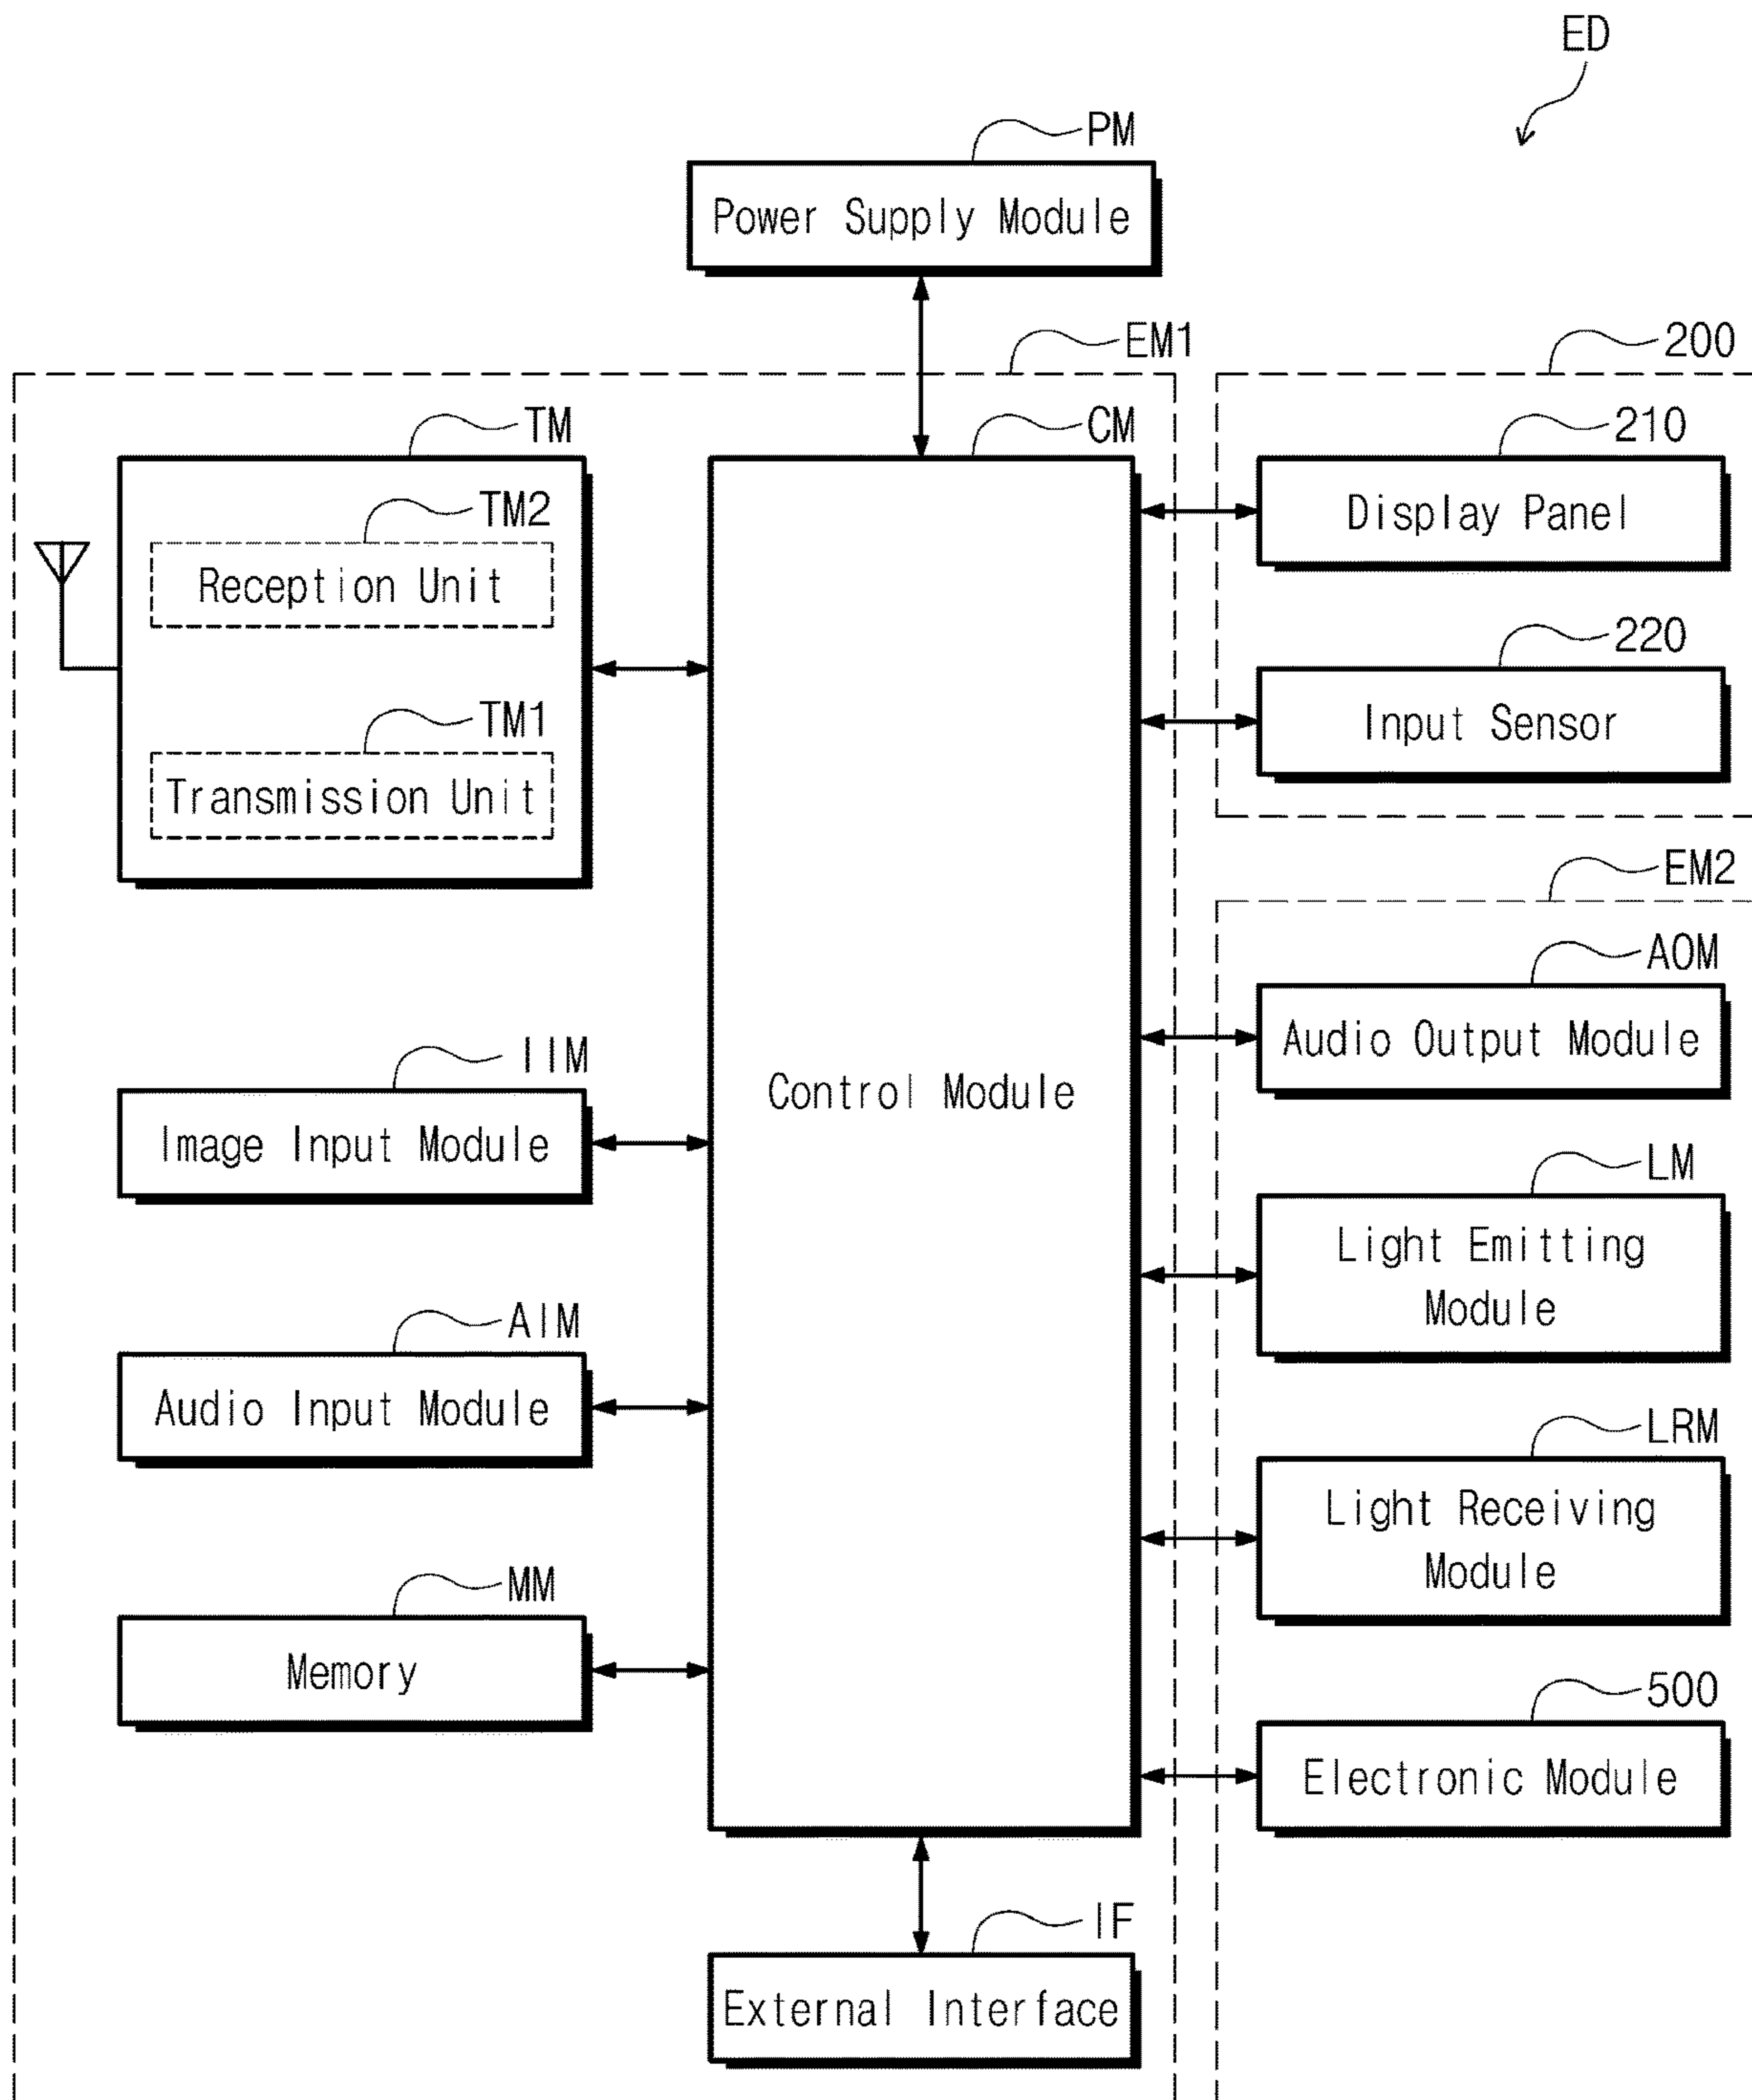 ED
PM
Power Supply Module
EM1
200
TM
CM
210
TM2
Display Panel
Reception Unit
220
TM1
Input Sensor
Transmission Unit
EM2
AOM
Audio Output Module
IIM
Control Module
Image Input Module
LM
Light Emitting
Module
AIM
Audio Input Module
LRM
Light Receiving
Module
MM
Memory
500
Electronic Module
IF
External Interface